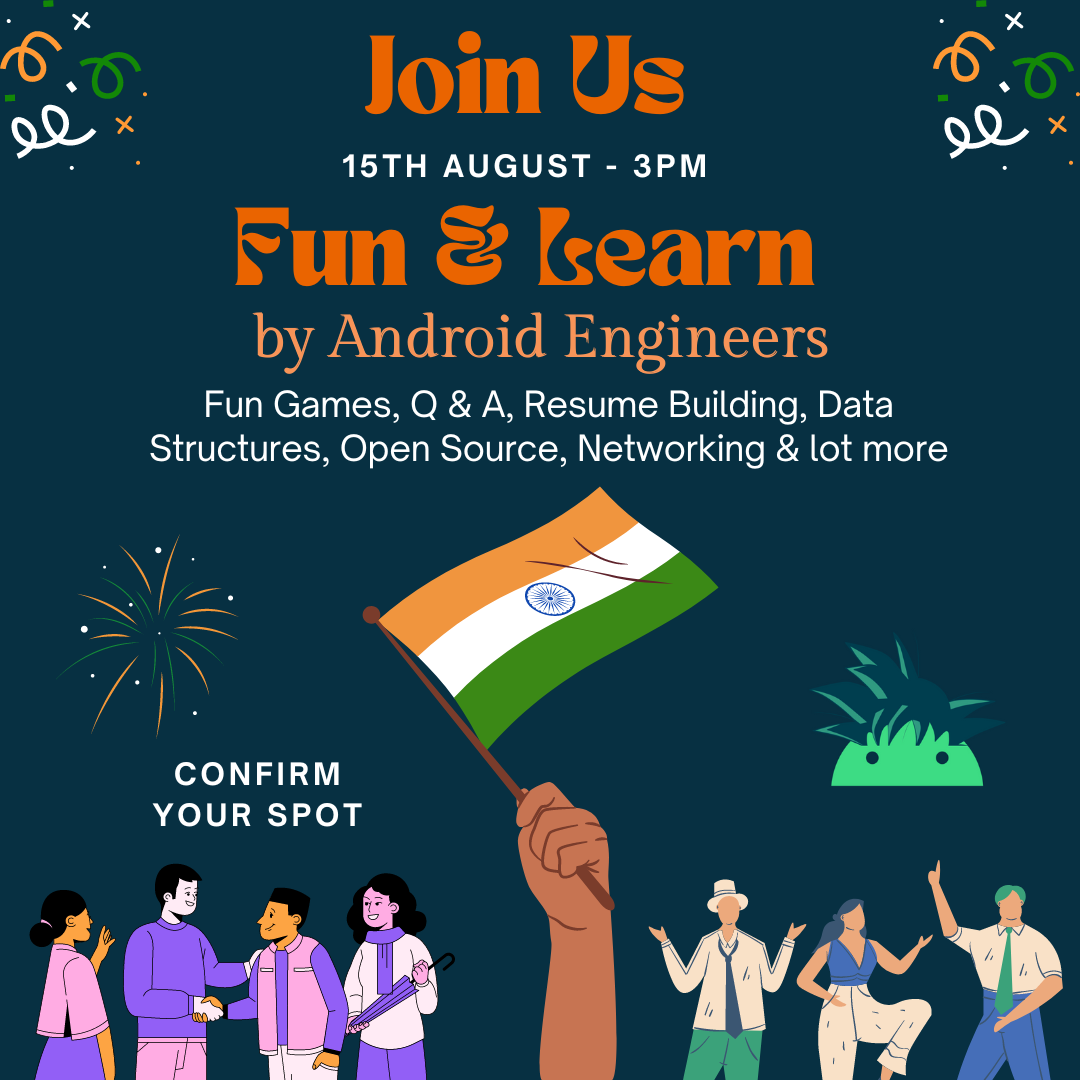 Join Us
15TH AUGUST - 3PM
Fun & Learn
by Android Engineers
Fun Games, Q & A, Resume Building, Data
Structures, Open Source, Networking & lot more
CONFIRM
YOUR SPOT